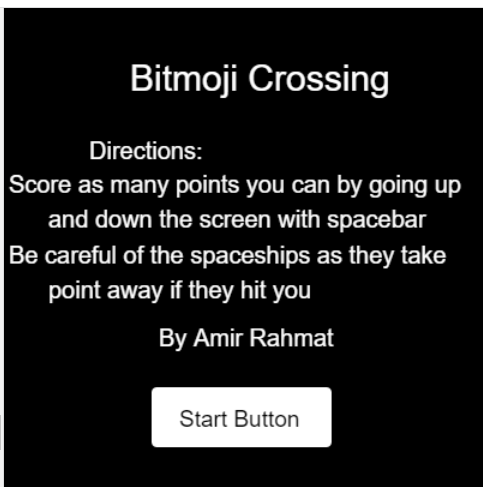 Bitmoji Crossing
Directions:
Score as many points you can by going up
and down the screen with spacebar
Be careful of the spaceships as they take
point away if they hit you
By Amir Rahmat
Start Button